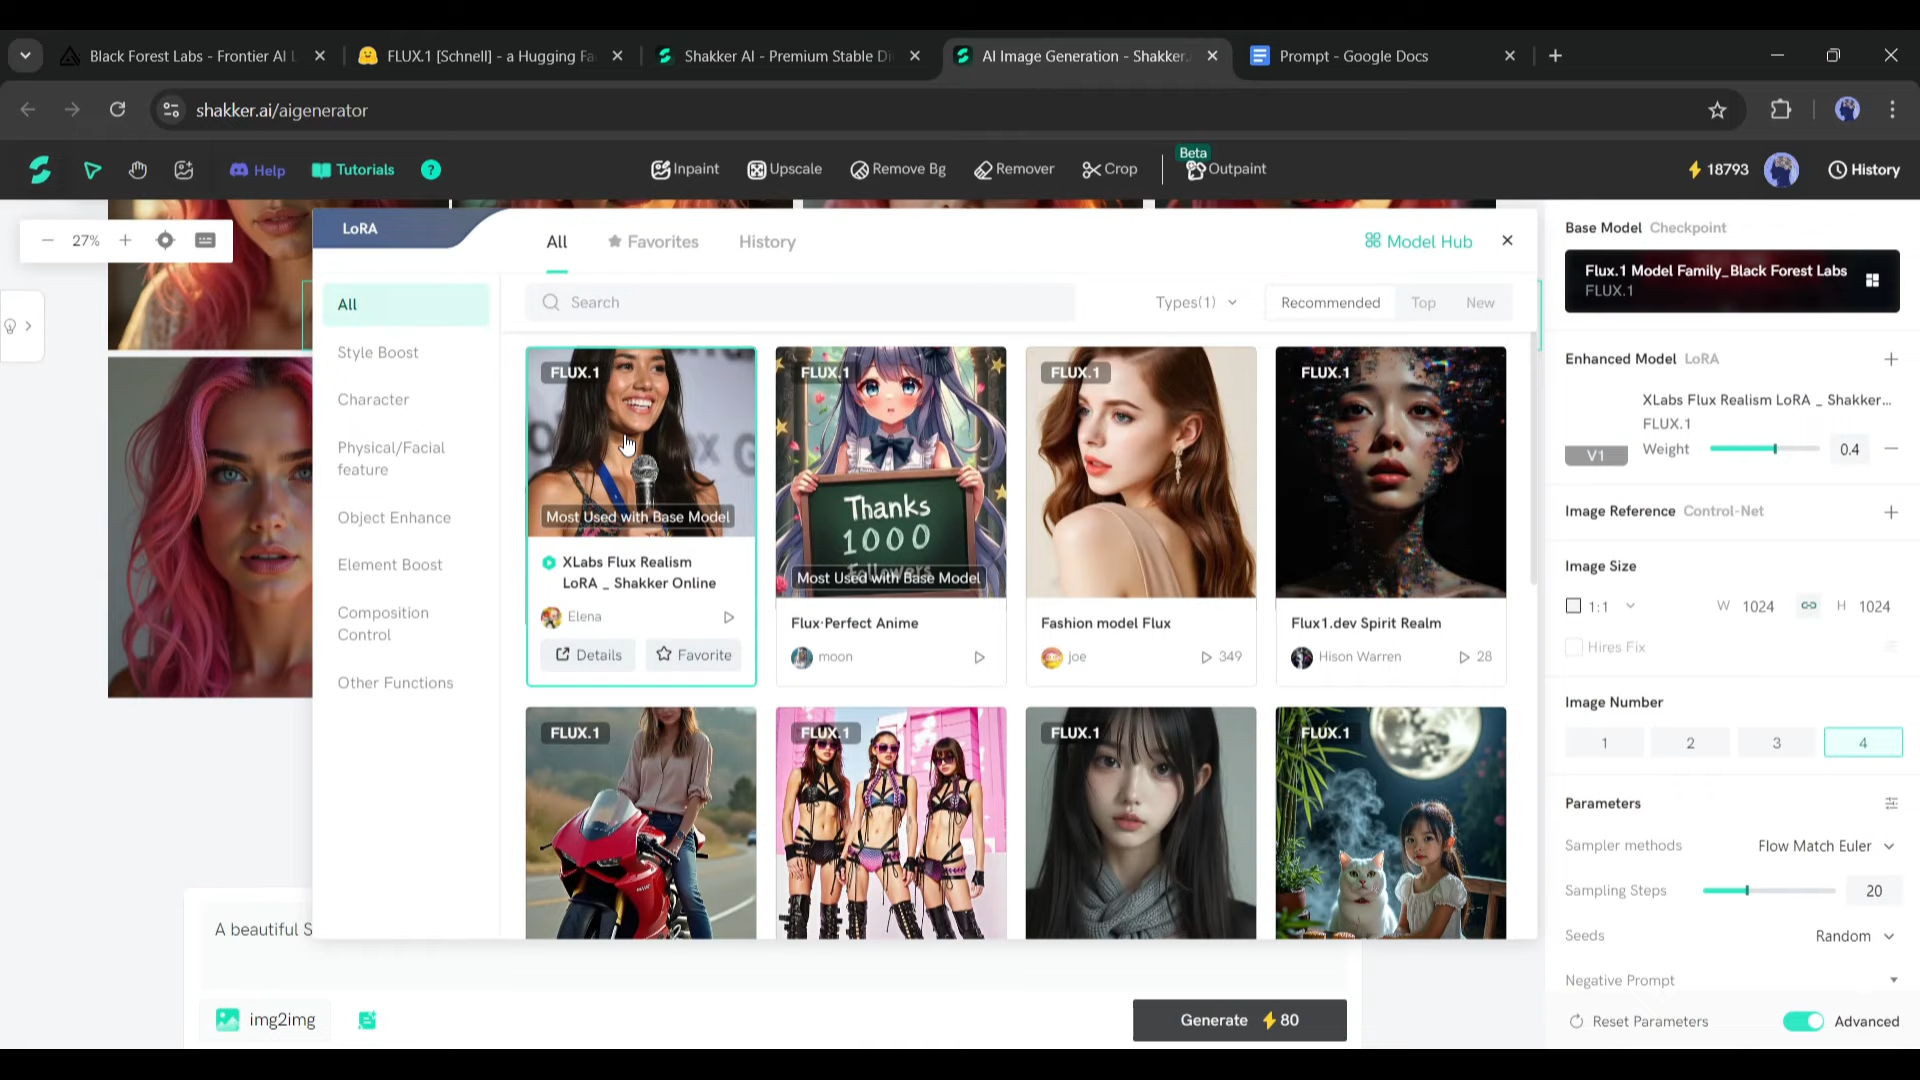 Black Forest Labs - Frontier AI L
FLUX.1 [Schnell] - a Hugging Fa
Shakker AI - Premium Stable Di
AI Image Generation - Shakker.
Prompt - Google Docs
shakker.ai/aigenerator
Help
Tutorials
?
Inpaint
Upscale
Remove Bg
Remover
Crop
Beta
Outpaint
18793
History
27%
LoRA
All
Favorites
History
Model Hub
Search
Types(1)
Recommended
Top
New
All
Style Boost
Character
Physical/Facial
feature
Object Enhance
Element Boost
Composition
Control
Other Functions
FLUX.1
Most Used with Base Model
XLabs Flux Realism
LoRA _ Shakker Online
Elena
Details
Favorite
FLUX.1
Thanks
1000
Followers
Most Used with Base Model
Flux·Perfect Anime
moon
FLUX.1
Fashion model Flux
joe
349
FLUX.1
Flux1.dev Spirit Realm
Hison Warren
28
FLUX.1
FLUX.1
FLUX.1
FLUX.1
A beautiful S
img2img
Generate
80
Base Model Checkpoint
Flux.1 Model Family_Black Forest Labs
FLUX.1
Enhanced Model LoRA
XLabs Flux Realism LoRA _ Shakker...
FLUX.1
V1
Weight
0.4
Image Reference Control-Net
Image Size
1:1
W 1024
H 1024
Hires Fix
Image Number
1
2
3
4
Parameters
Sampler methods
Flow Match Euler
Sampling Steps
20
Seeds
Random
Negative Prompt
Reset Parameters
Advanced